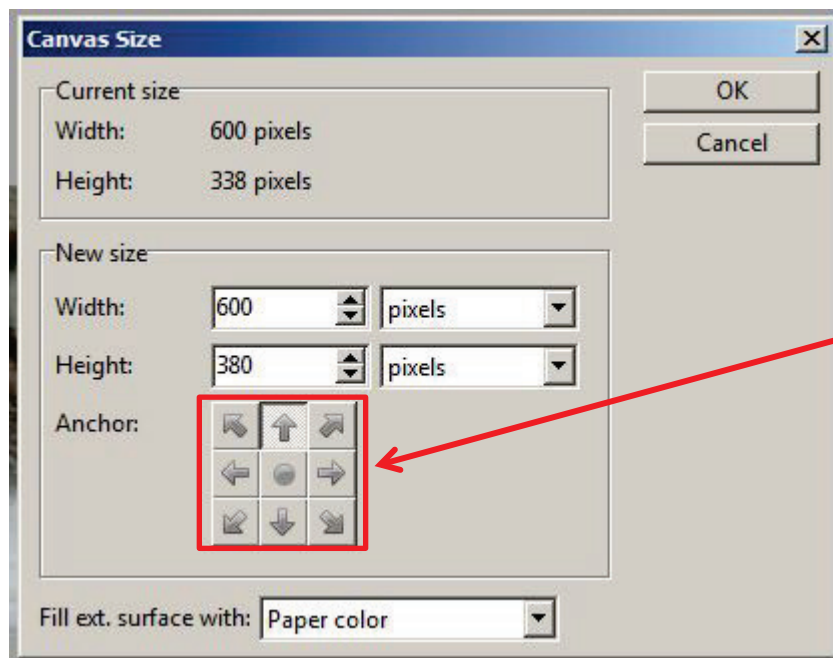 Canvas Size
Current size
OK
Width: 600 pixels
Cancel
Height: 338 pixels
New size
Width: 600 pixels
Height: 380 pixels
Anchor:
Fill ext. surface with: Paper color